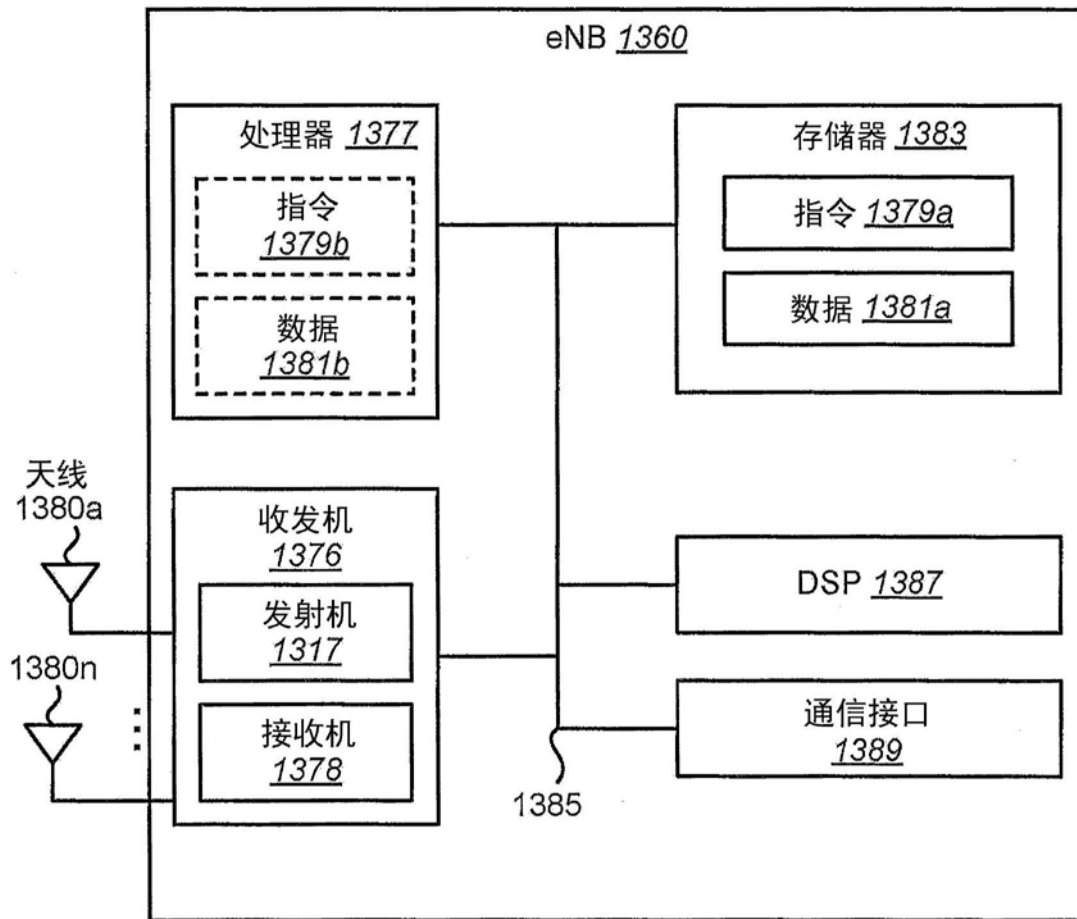 eNB 1360
处理器 1377
指令
1379b
数据
1381b
存储器 1383
指令 1379a
数据 1381a
天线
1380a
1380n
收发机
1376
发射机
1317
接收机
1378
DSP 1387
通信接口
1389
1385